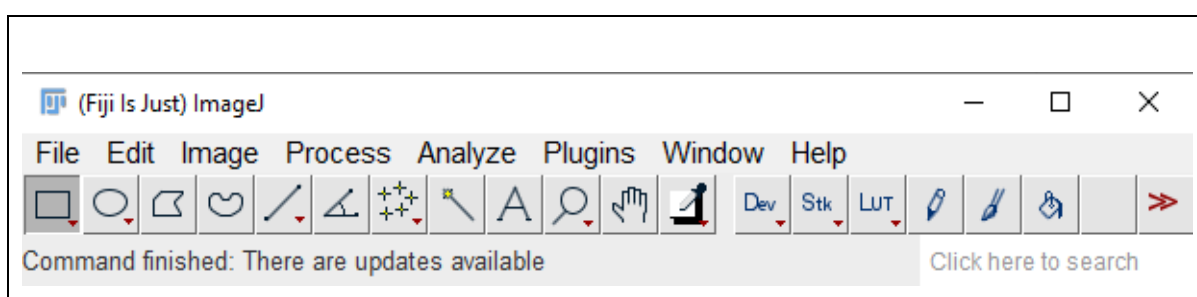 (Fiji Is Just) ImageJ
File Edit Image Process Analyze Plugins Window Help
A Dev Stk LUT >>
Command finished: There are updates available Click here to search